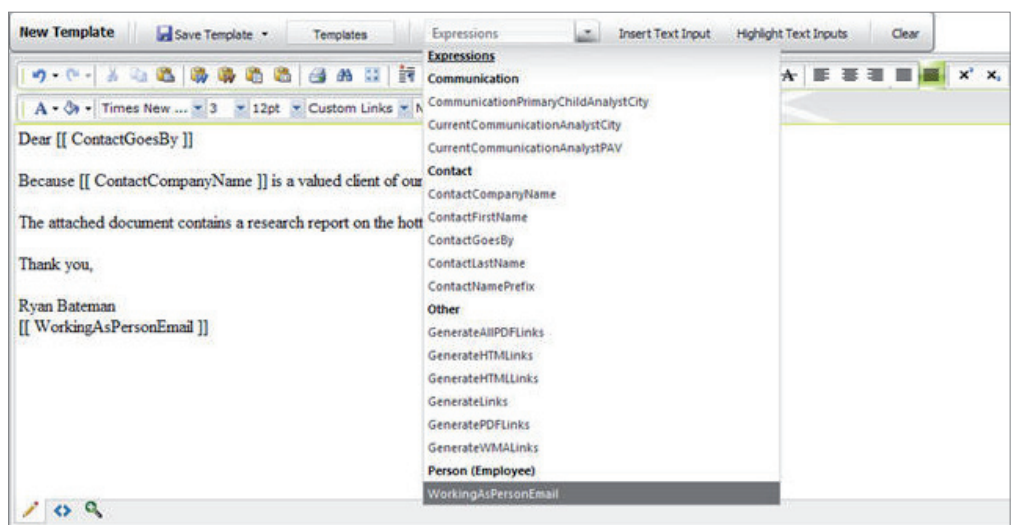 New Template Save Template Templates Expressions Insert Text Input Highlight Text Inputs Clear
Expressions
A Times New ... 3 12pt Custom Links
Dear [[ ContactGoesBy ]]
Because [[ ContactCompanyName ]] is a valued client of our
The attached document contains a research report on the
Thank you,
Ryan Bateman
[[ WorkingAsPersonEmail ]]
Communication
CommunicationPrimaryChildAnalystCity
CurrentCommunicationAnalystCity
CurrentCommunicationAnalystPAV
Contact
ContactCompanyName
ContactFirstName
ContactGoesBy
ContactLastName
ContactNamePrefix
Other
GenerateAllPDFLinks
GenerateHTMLinks
GenerateHTMLLinks
GenerateLinks
GeneratePDFLinks
GenerateWMALinks
Person (Employee)
WorkingAsPersonEmail